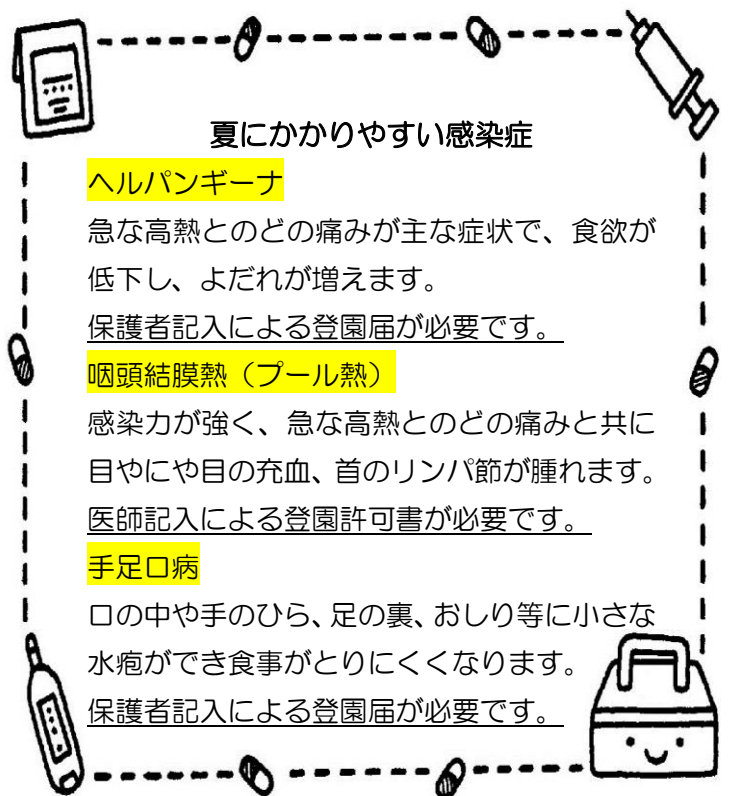 夏にかかりやすい感染症
ヘルパンギーナ
急な高熱とのどの痛みが主な症状で、食欲が
低下し、よだれが増えます。
保護者記入による登園届が必要です。
咽頭結膜熱（プール熱）
感染力が強く、急な高熱とのどの痛みと共に
目やにや目の充血、首のリンパ節が腫れます。
医師記入による登園許可書が必要です。
手足口病
口の中や手のひら、足の裏、おしり等に小さな
水疱ができ食事がとりにくくなります。
保護者記入による登園届が必要です。